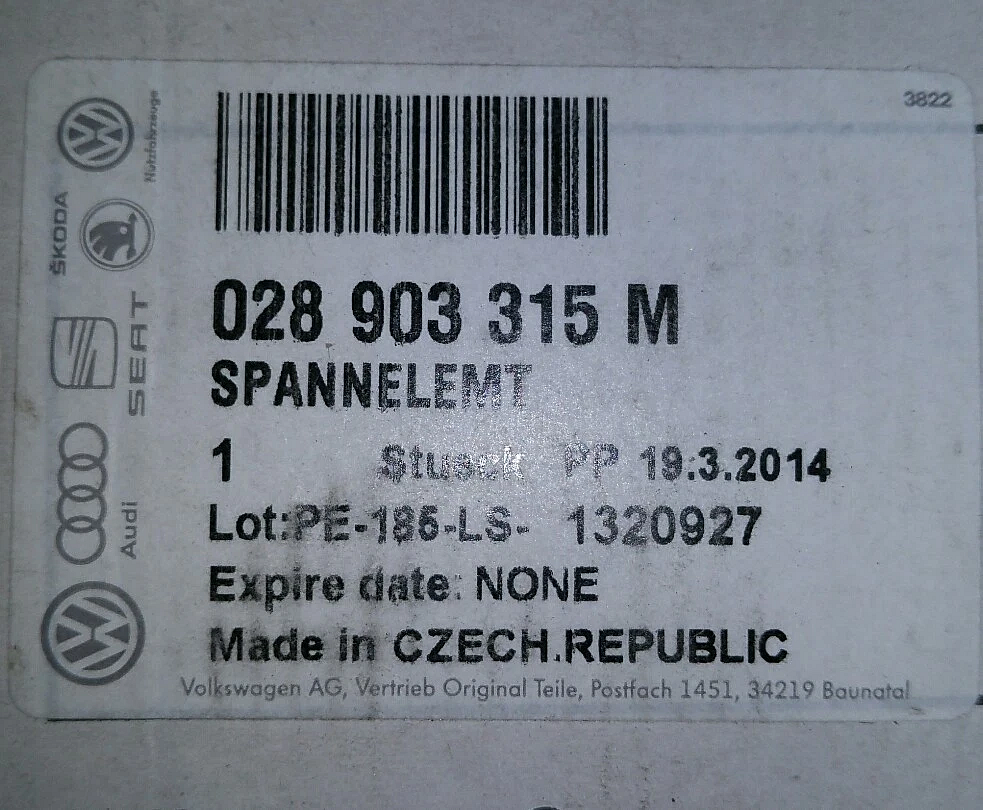 3822
Nutzfahrzeuge
ŠKODA
SEAT
Audi
028 903 315 M
SPANNELEMT
1 Stueck PP 19.3.2014
Lot:PE-186-LS- 1320927
Expire date: NONE
Made in CZECH.REPUBLIC
Volkswagen AG, Vertrieb Original Teile, Postfach 1451, 34219 Baunatal